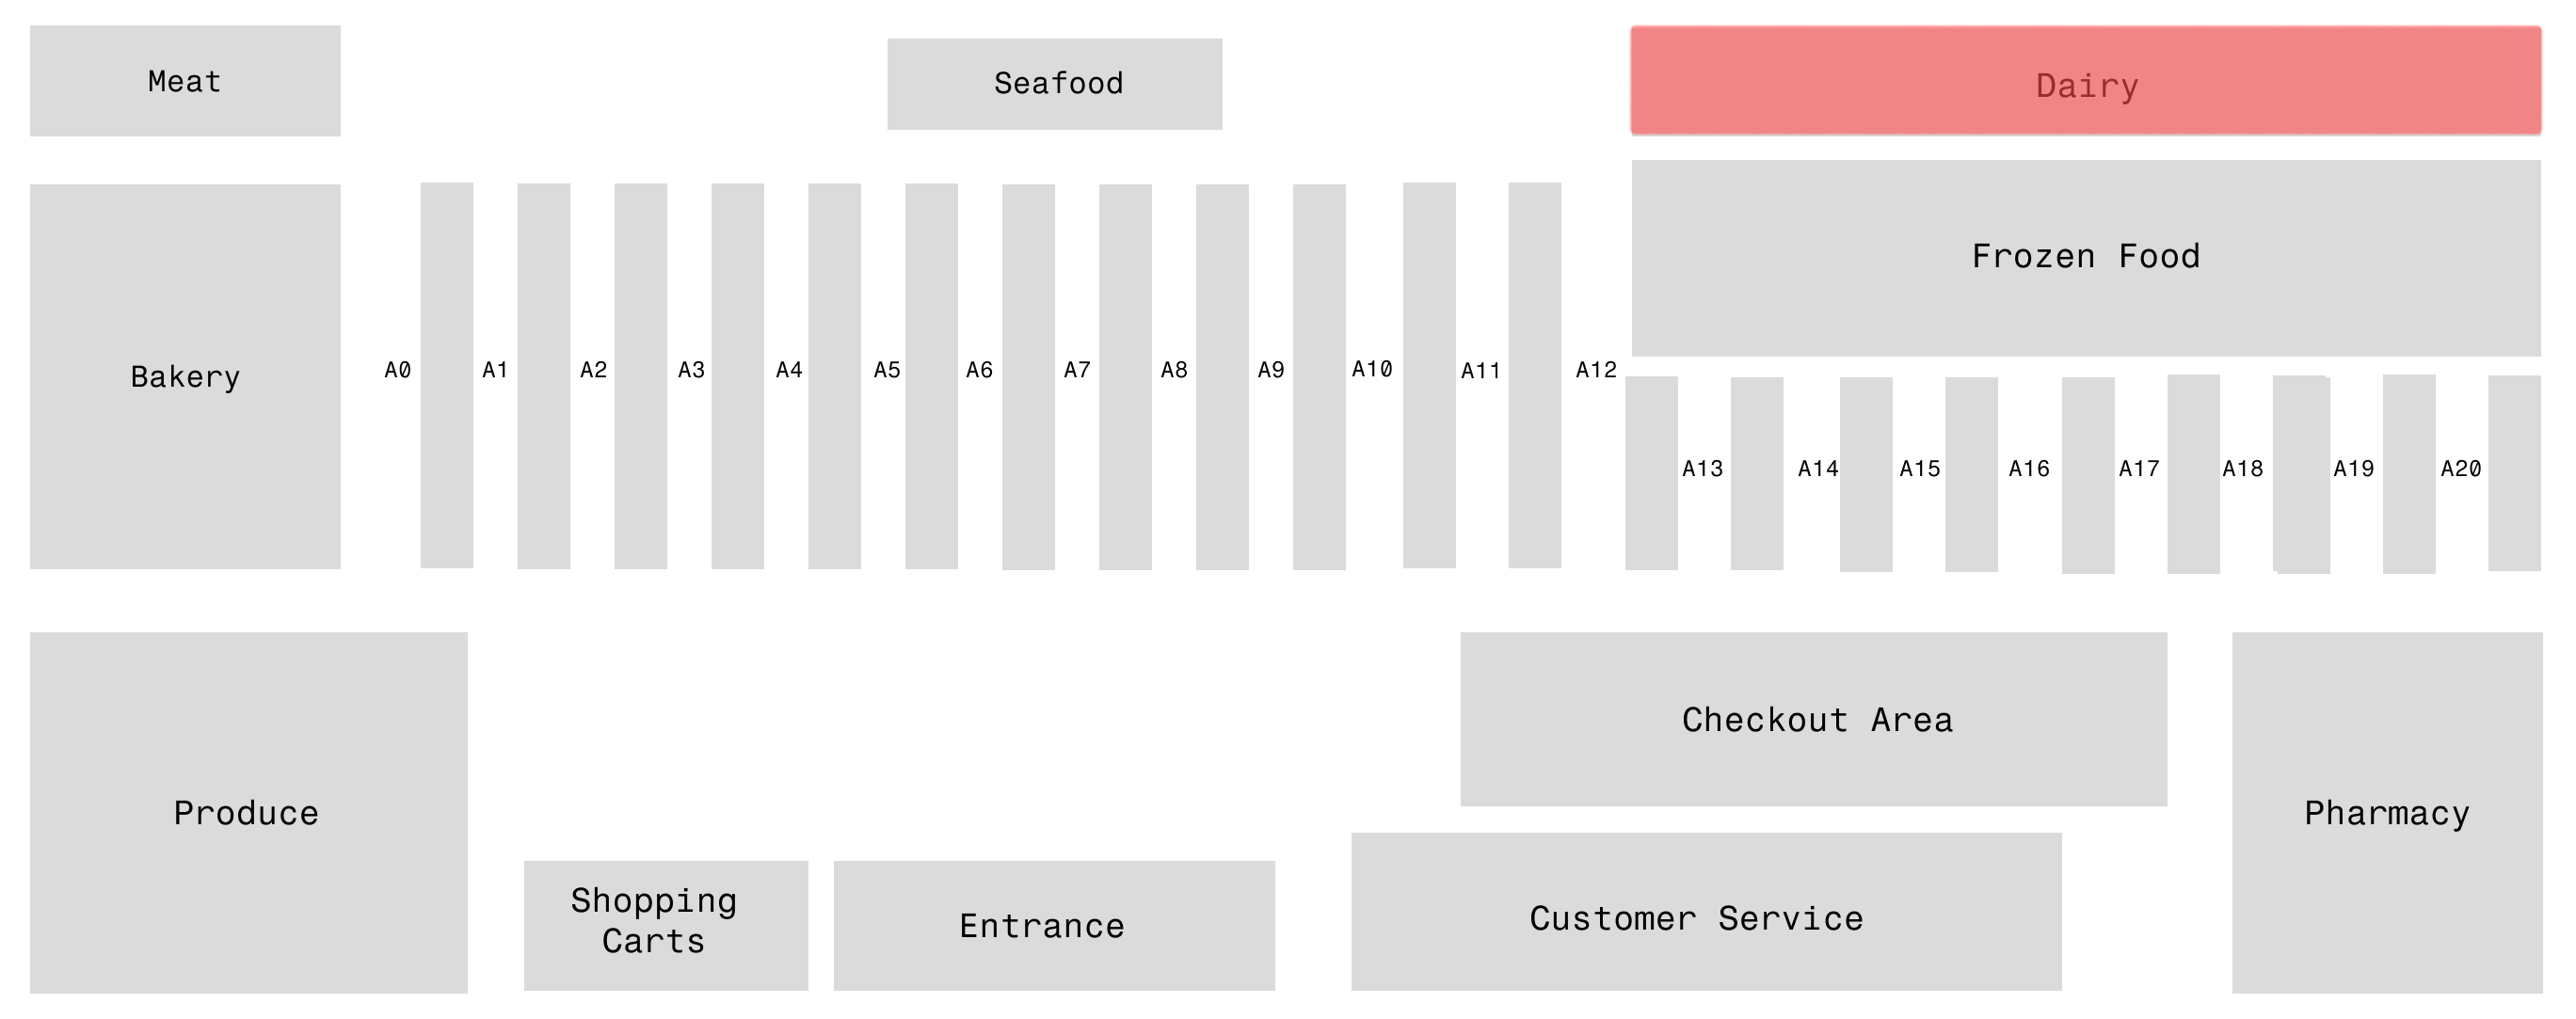 Meat
Seafood
Dairy
Frozen Food
Bakery
A0
A1
A2
A3
A4
A5
A6
A7
A8
A9
A10
A11
A12
A13
A14
A15
A16
A17
A18
A19
A20
Checkout Area
Produce
Pharmacy
Shopping
Carts
Entrance
Customer Service